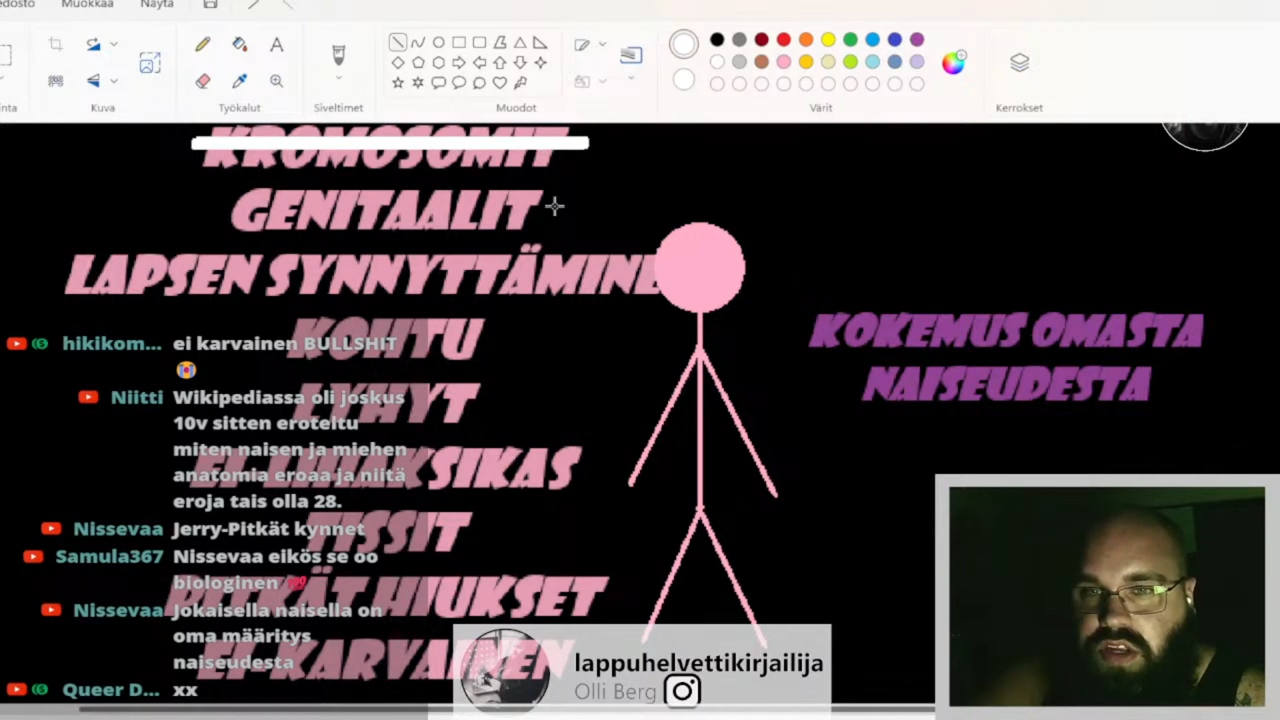 Muokkaa
Näytä
Kuva
Työkalut
Siveltimet
Muodot
Värit
Kerrokset
KROMOSOMIT
GENITAALIT
LAPSEN SYNNYTTÄMINE
KOHTU
LYHYT
EI LIHAKSIKAS
TISSIT
PITKÄT HIUKSET
EI-KARVAINEN
KOKEMUS OMASTA
NAISEUDESTA
hikikom... ei karvainen BULLSHIT
Niitti Wikipediassa oli joskus
10v sitten eroteltu
miten naisen ja miehen
anatomia eroaa ja niitä
eroja tais olla 28.
Nissevaa Jerry-Pitkät kynnet
Samula367 Nissevaa eikös se oo
biologinen 💯
Nissevaa Jokaisella naisella on
oma määritys
naiseudesta
Queer D... xx
lappuhelvettikirjailija
Olli Berg